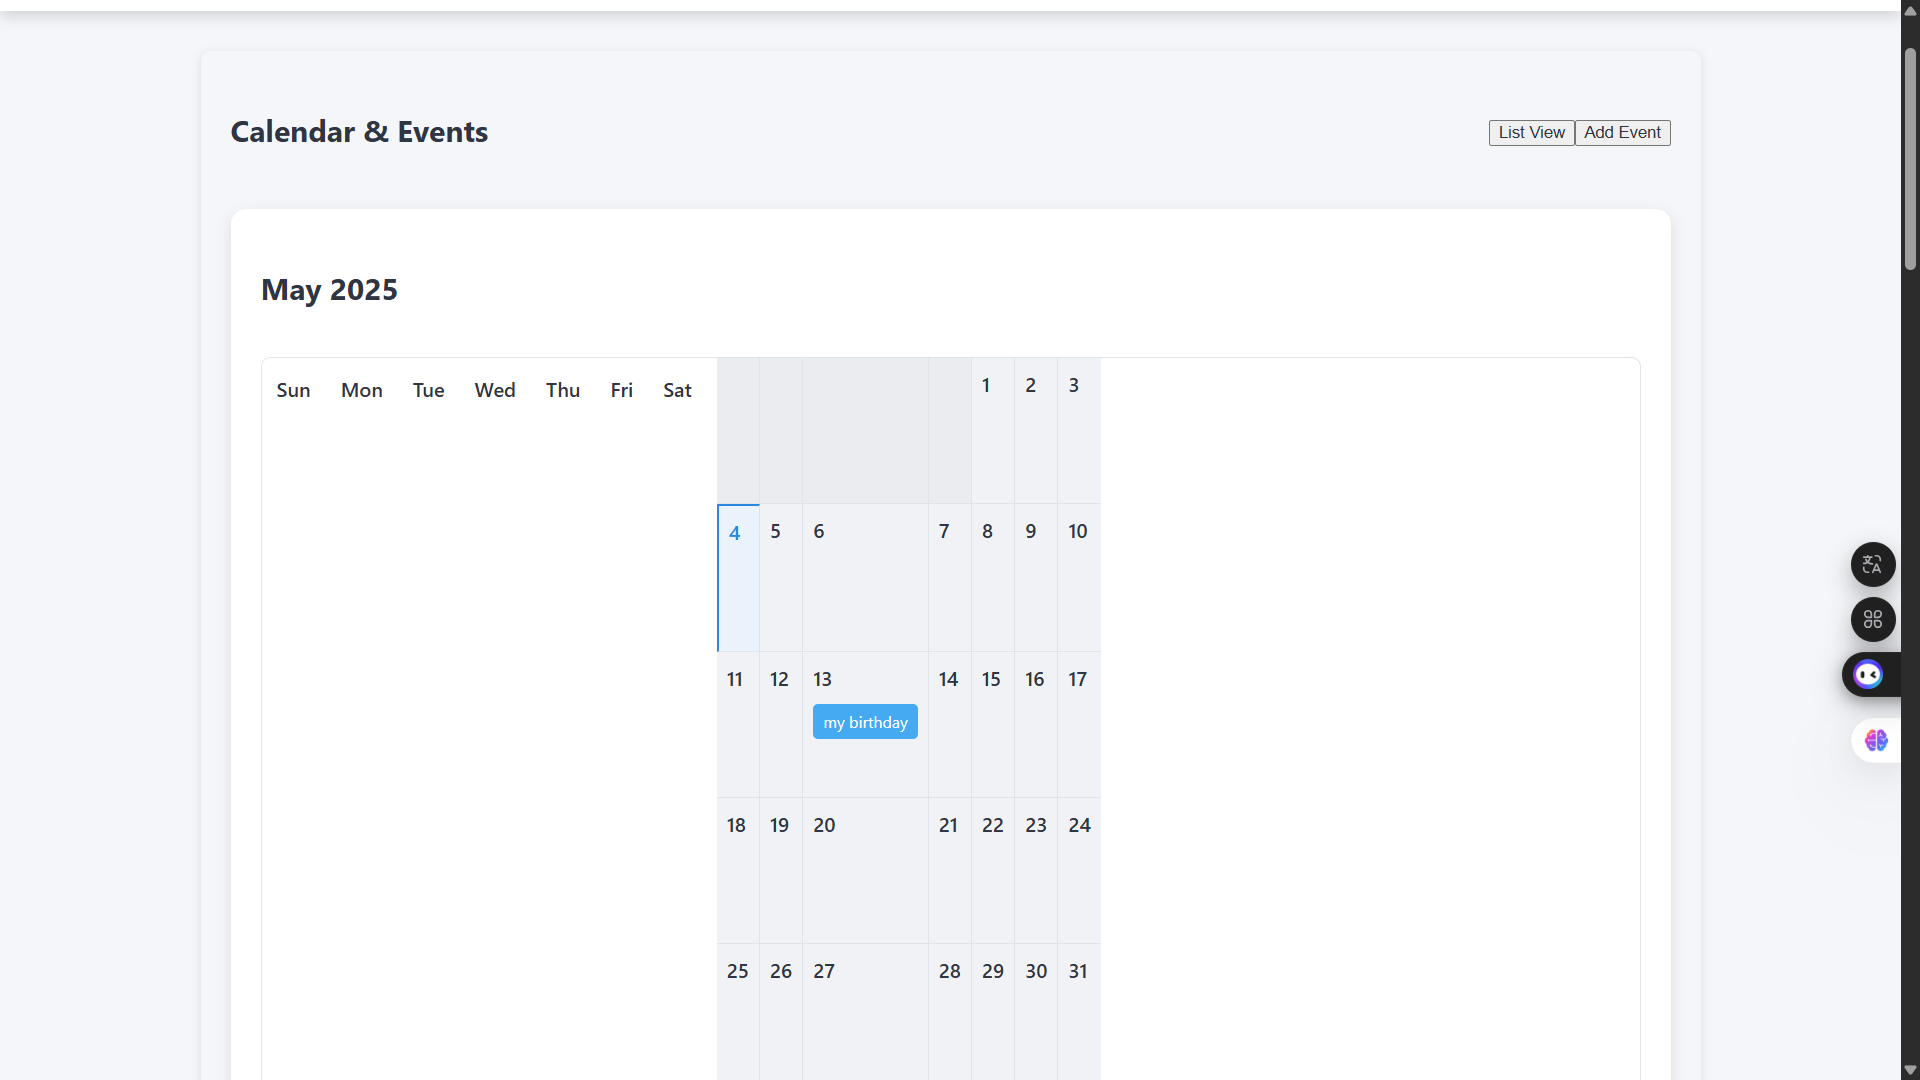 Calendar & Events
List View Add Event
May 2025
Sun Mon Tue Wed Thu Fri Sat
1 2 3
4 5 6 7 8 9 10
11 12 13 14 15 16 17
my birthday
18 19 20 21 22 23 24
25 26 27 28 29 30 31